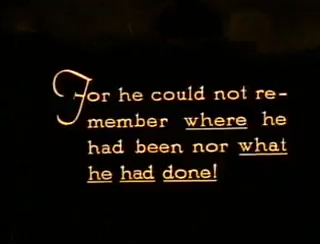 For he could not re-
member where he
had been nor what
he had done!